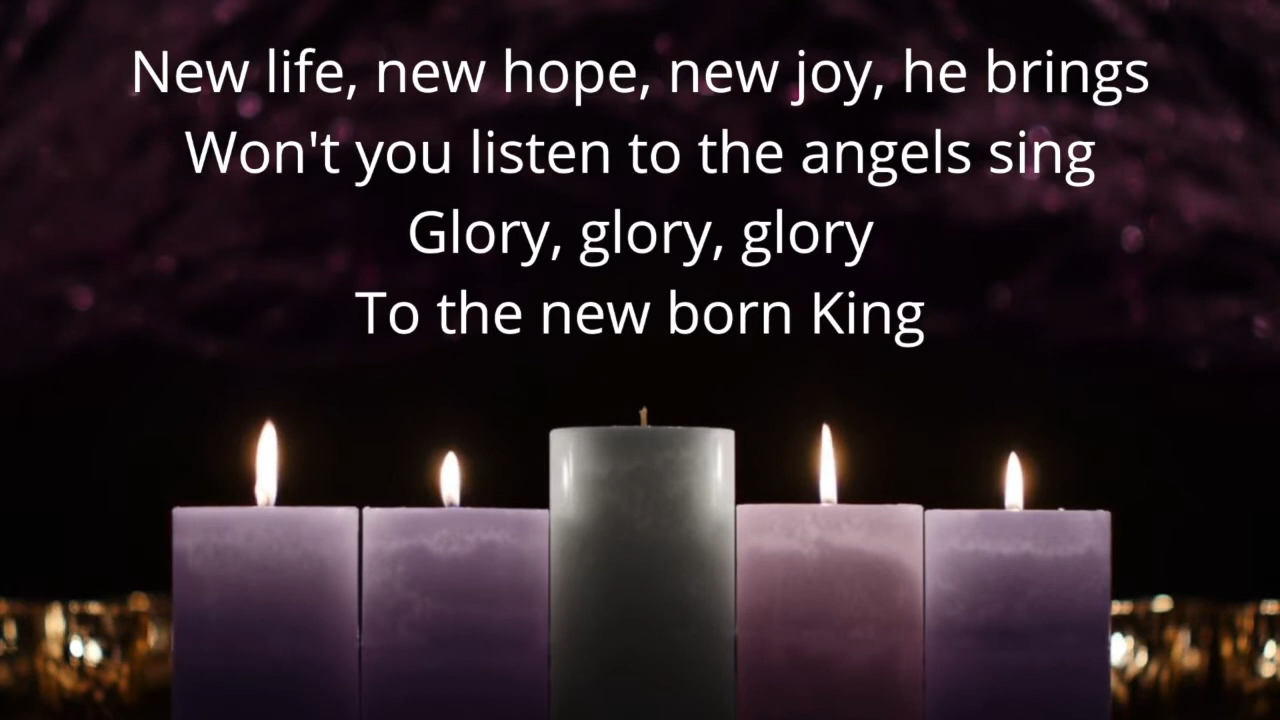 New life, new hope, new joy, he brings
Won't you listen to the angels sing
Glory, glory, glory
To the new born King